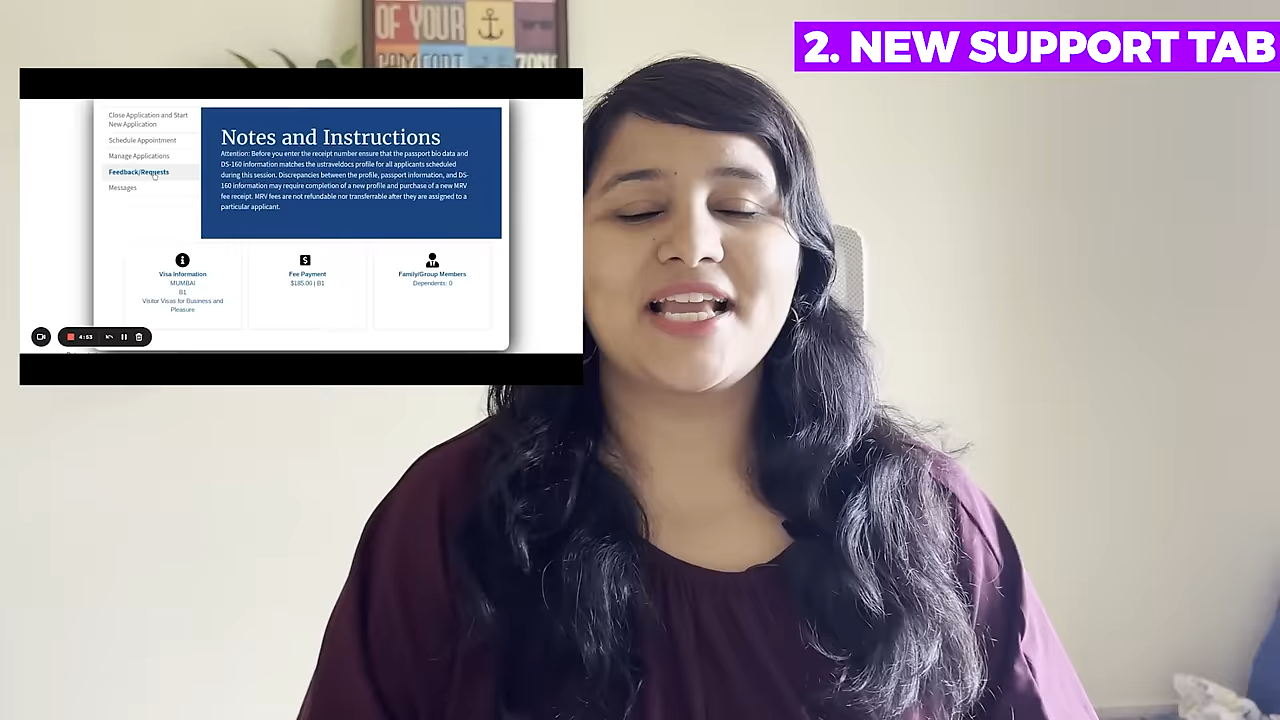 OF YOUR
ZONE
2. NEW SUPPORT TAB
Close Application and Start
New Application
Schedule Appointment
Manage Applications
Feedback/Requests
Messages
Notes and Instructions
Attention: Before you enter the receipt number ensure that the passport bio data and
DS-160 information matches the ustraveldocs profile for all applicants scheduled
during this session. Discrepancies between the profile, passport information, and DS-
160 information may require completion of a new profile and purchase of a new MRV
fee receipt. MRV fees are not refundable nor transferrable after they are assigned to a
particular applicant.
Visa Information
MUMBAI
B1
Visitor Visas for Business and
Pleasure
Fee Payment
$185.00 | B1
Family/Group Members
Dependents: 0
4:53